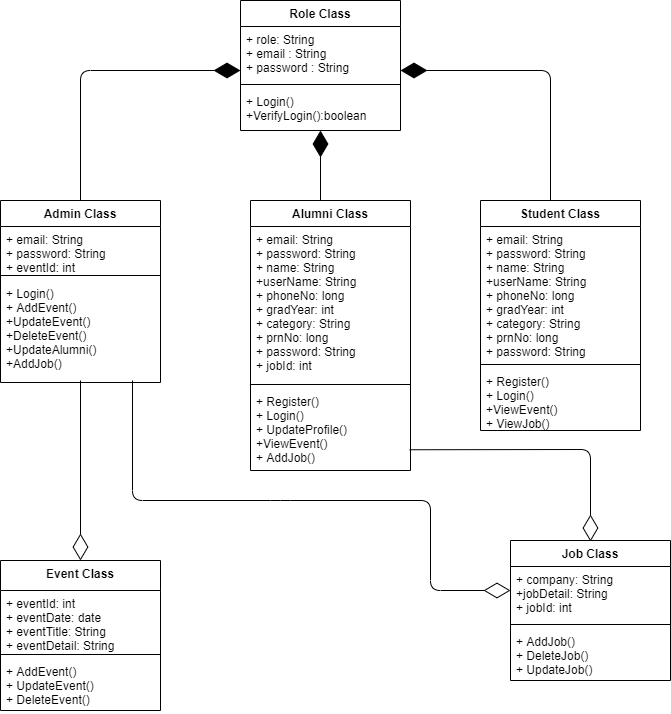 Role Class
+ role: String
+ email : String
+ password : String
+ Login()
+VerifyLogin():boolean
Admin Class
+ email: String
+ password: String
+ eventId: int
+ Login()
+ AddEvent()
+UpdateEvent()
+DeleteEvent()
+UpdateAlumni()
+AddJob()
Alumni Class
+ email: String
+ password: String
+ name: String
+userName: String
+ phoneNo: long
+ gradYear: int
+ category: String
+ prnNo: long
+ password: String
+ jobId: int
+ Register()
+ Login()
+ UpdateProfile()
+ViewEvent()
+ AddJob()
Student Class
+ email: String
+ password: String
+ name: String
+userName: String
+ phoneNo: long
+ gradYear: int
+ category: String
+ prnNo: long
+ password: String
+ Register()
+ Login()
+ViewEvent()
+ ViewJob()
Event Class
+ eventId: int
+ eventDate: date
+ eventTitle: String
+ eventDetail: String
+ AddEvent()
+ UpdateEvent()
+ DeleteEvent()
Job Class
+ company: String
+jobDetail: String
+ jobId: int
+ AddJob()
+ DeleteJob()
+ UpdateJob()